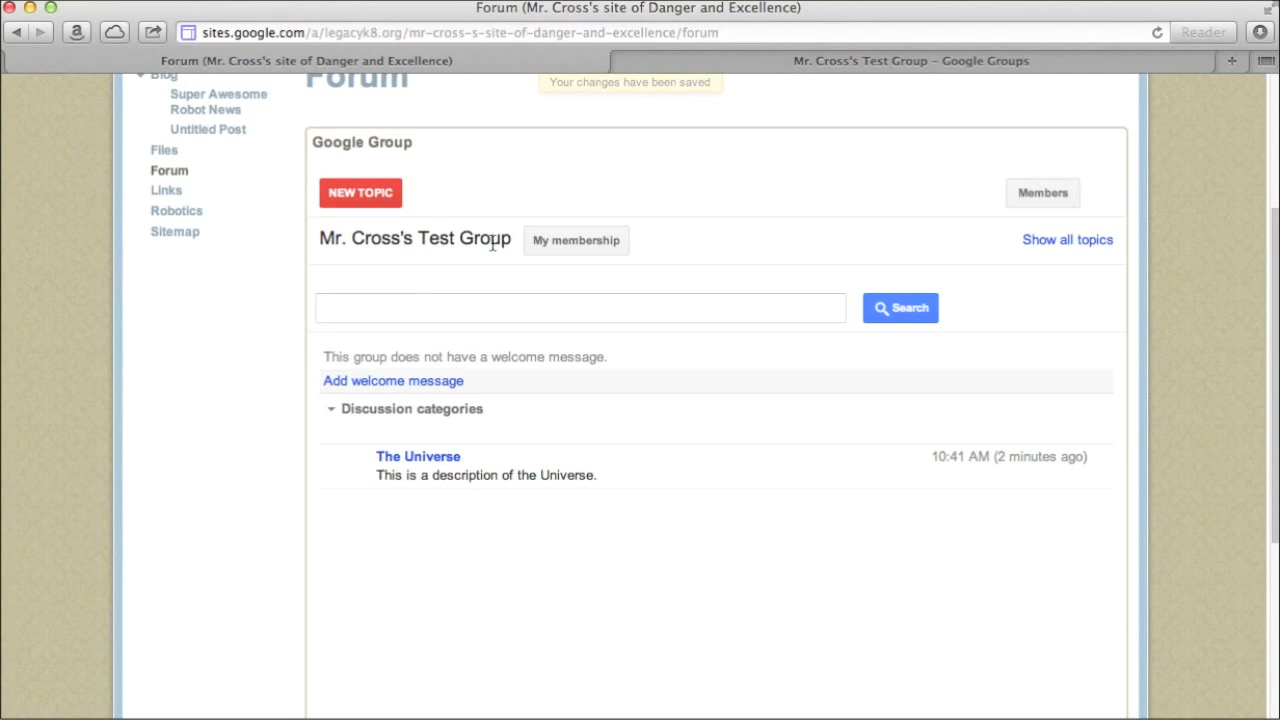 Forum (Mr. Cross's site of Danger and Excellence)
sites.google.com/a/legacyk8.org/mr-cross-s-site-of-danger-and-excellence/forum
Reader
Forum (Mr. Cross's site of Danger and Excellence)
Mr. Cross's Test Group – Google Groups
Blog
Super Awesome
Robot News
Untitled Post
Files
Forum
Links
Robotics
Sitemap
Forum
Your changes have been saved
Google Group
NEW TOPIC
Members
Mr. Cross's Test Group
My membership
Show all topics
Search
This group does not have a welcome message.
Add welcome message
Discussion categories
The Universe
10:41 AM (2 minutes ago)
This is a description of the Universe.